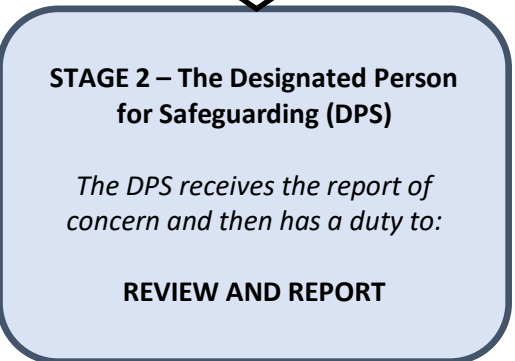 STAGE 2 – The Designated Person
for Safeguarding (DPS)
The DPS receives the report of
concern and then has a duty to:
REVIEW AND REPORT